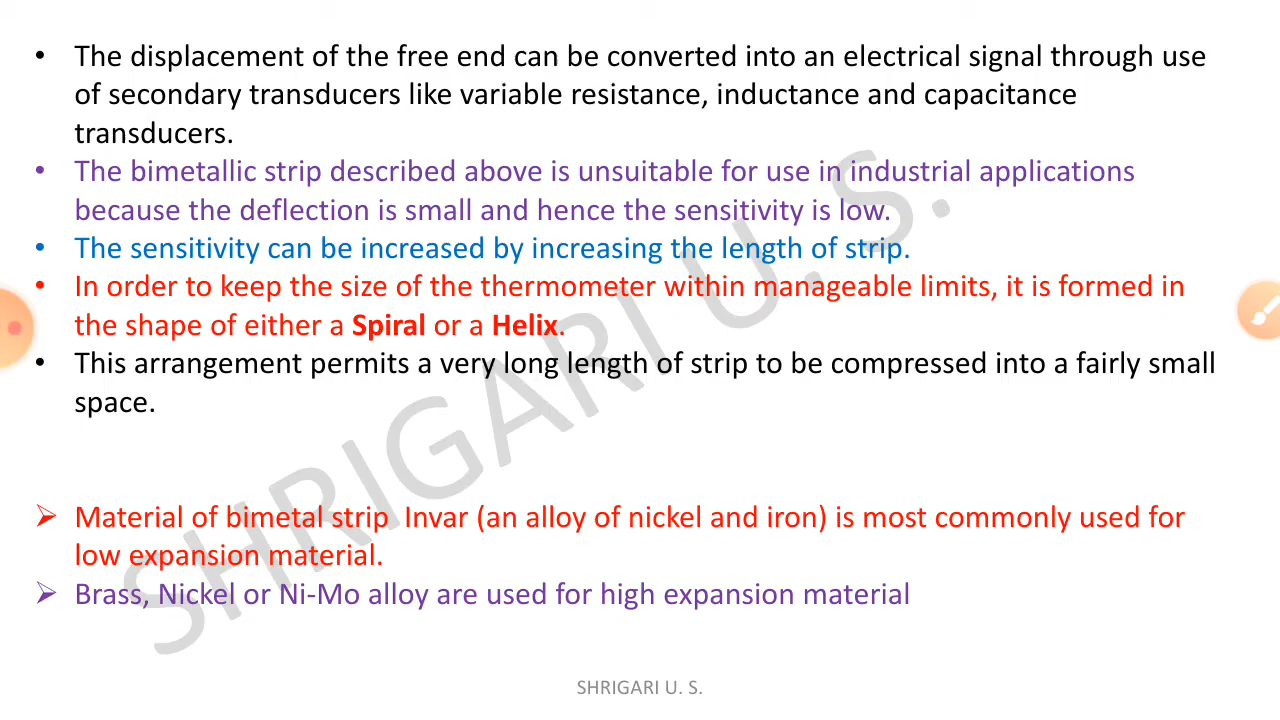 • The displacement of the free end can be converted into an electrical signal through use
of secondary transducers like variable resistance, inductance and capacitance
transducers.
• The bimetallic strip described above is unsuitable for use in industrial applications
because the deflection is small and hence the sensitivity is low.
• The sensitivity can be increased by increasing the length of strip.
• In order to keep the size of the thermometer within manageable limits, it is formed in
the shape of either a Spiral or a Helix.
• This arrangement permits a very long length of strip to be compressed into a fairly small
space.
➢ Material of bimetal strip Invar (an alloy of nickel and iron) is most commonly used for
low expansion material.
➢ Brass, Nickel or Ni-Mo alloy are used for high expansion material
SHRIGARI U. S.
SHRIGARI U. S.